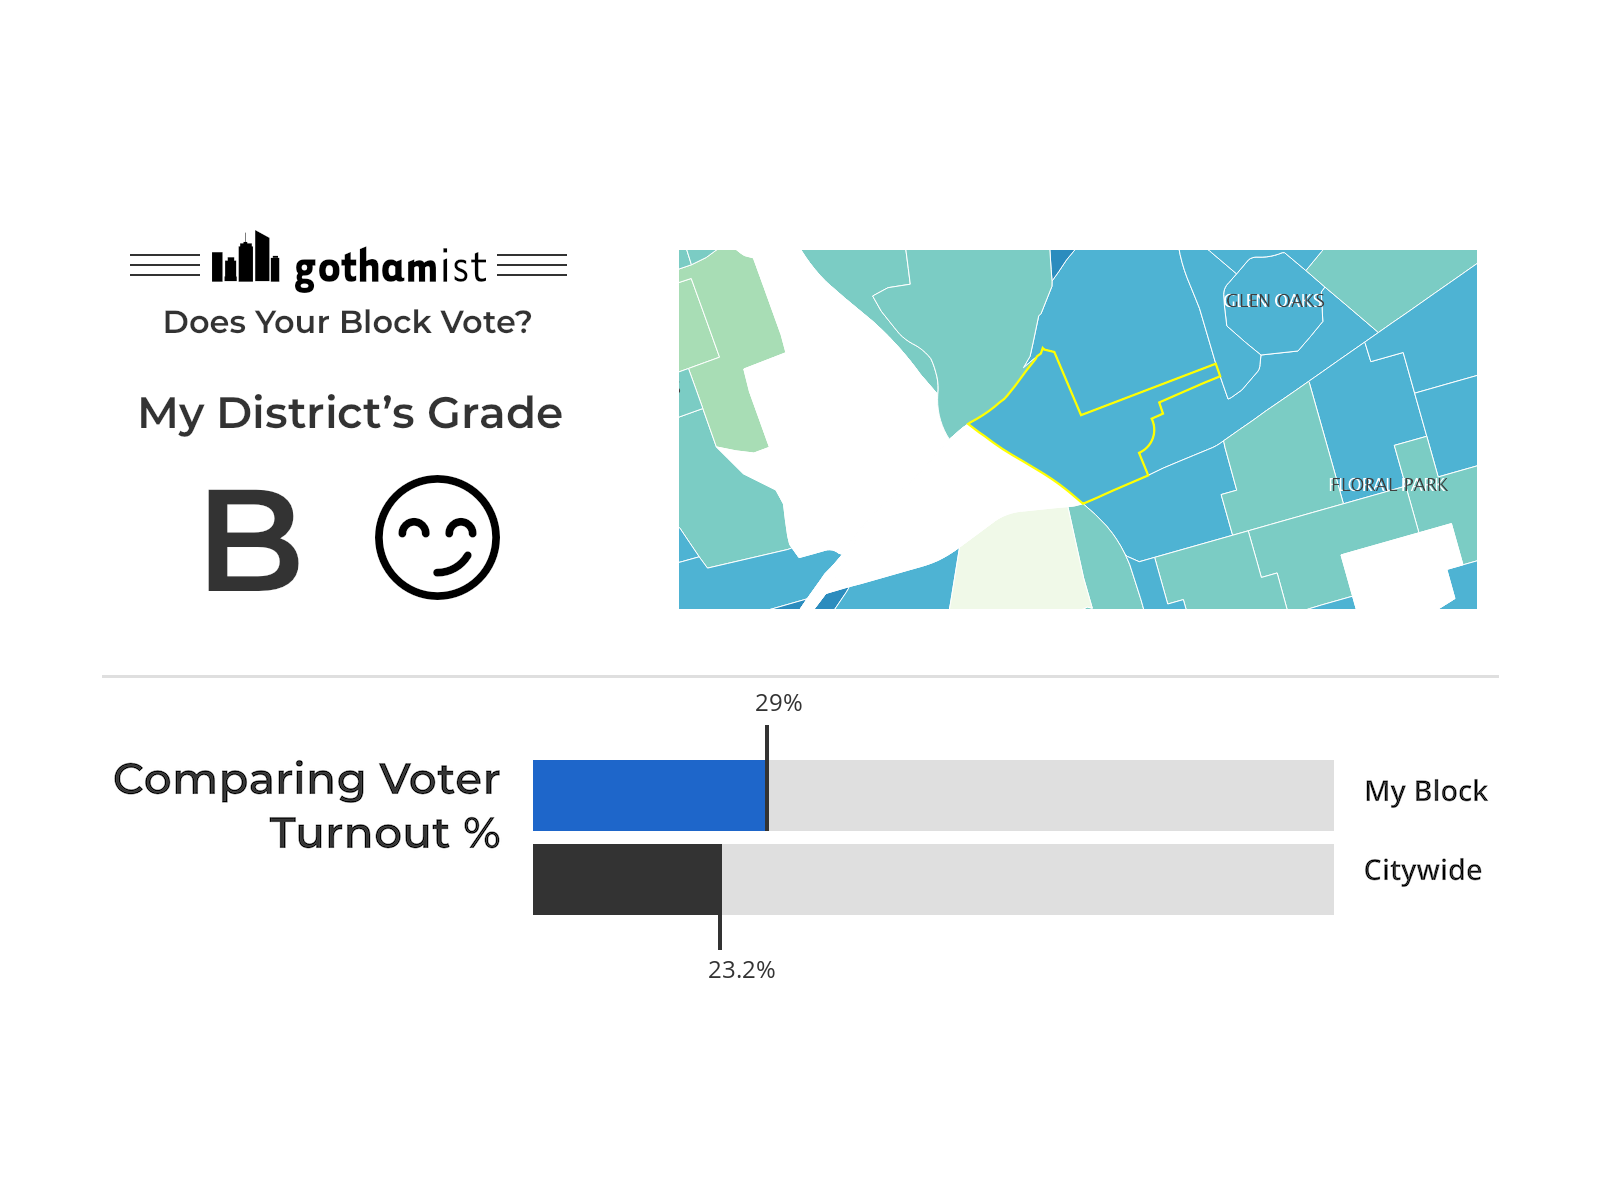 gothamist
Does Your Block Vote?
My District's Grade
B
GLEN OAKS
FLORAL PARK
29%
Comparing Voter
Turnout %
My Block
Citywide
23.2%